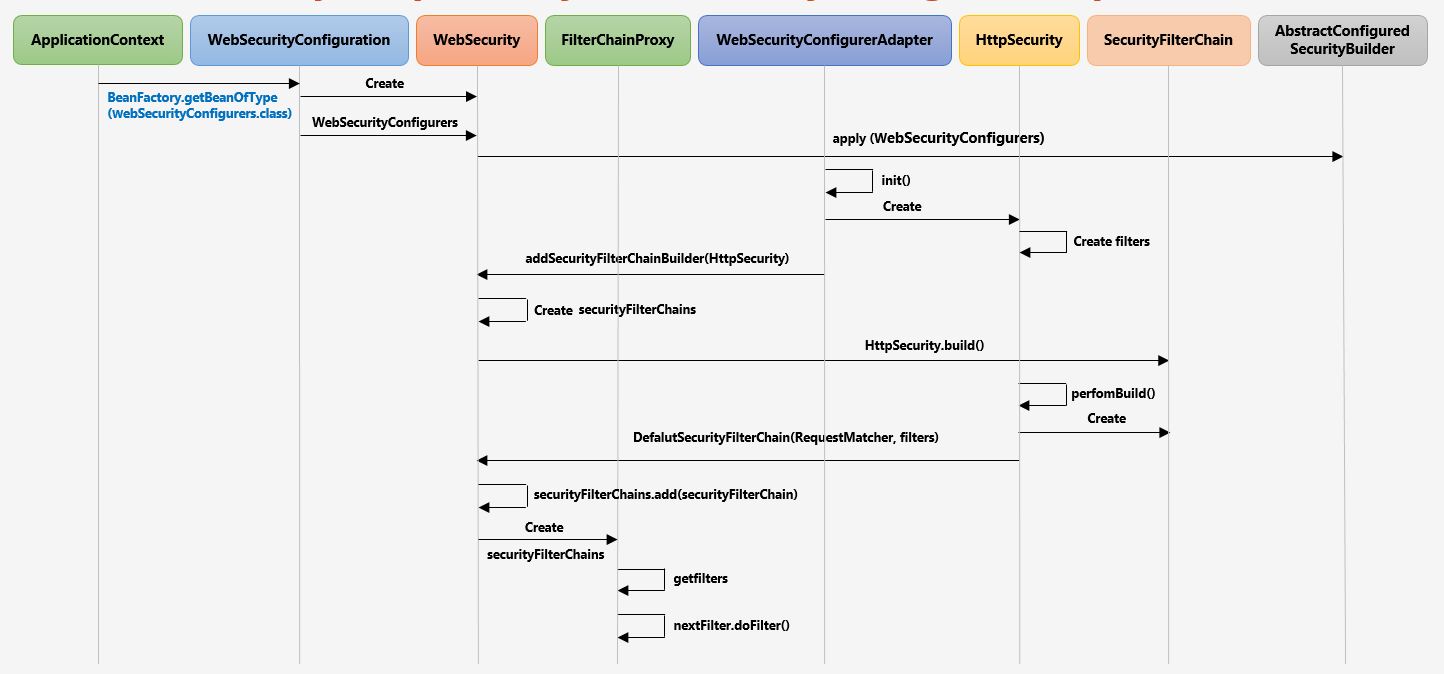 ApplicationContext
WebSecurityConfiguration
WebSecurity
FilterChainProxy
WebSecurityConfigurerAdapter
HttpSecurity
SecurityFilterChain
AbstractConfigured
SecurityBuilder
BeanFactory.getBeanOfType
(webSecurityConfigurers.class)
Create
WebSecurityConfigurers
apply (WebSecurityConfigurers)
init()
Create
Create filters
addSecurityFilterChainBuilder(HttpSecurity)
Create securityFilterChains
HttpSecurity.build()
perfomBuild()
Create
DefalutSecurityFilterChain(RequestMatcher, filters)
securityFilterChains.add(securityFilterChain)
Create
securityFilterChains
getfilters
nextFilter.doFilter()